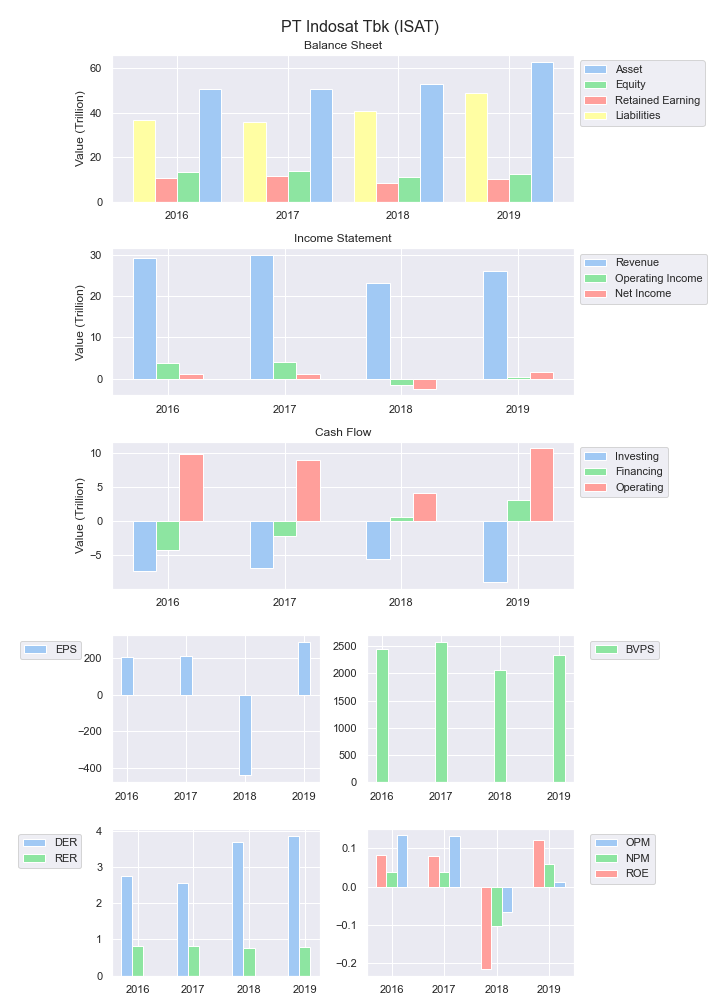 PT Indosat Tbk (ISAT)
Balance Sheet
Value (Trillion)
60
40
20
0
2016 2017 2018 2019
Asset
Equity
Retained Earning
Liabilities
Income Statement
Value (Trillion)
30
20
10
0
2016 2017 2018 2019
Revenue
Operating Income
Net Income
Cash Flow
Value (Trillion)
10
5
0
−5
2016 2017 2018 2019
Investing
Financing
Operating
EPS
200
0
−200
−400
2016 2017 2018 2019
2500
2000
1500
1000
500
0
2016 2017 2018 2019
BVPS
DER
RER
4
3
2
1
0
2016 2017 2018 2019
0.1
0.0
−0.1
−0.2
2016 2017 2018 2019
OPM
NPM
ROE